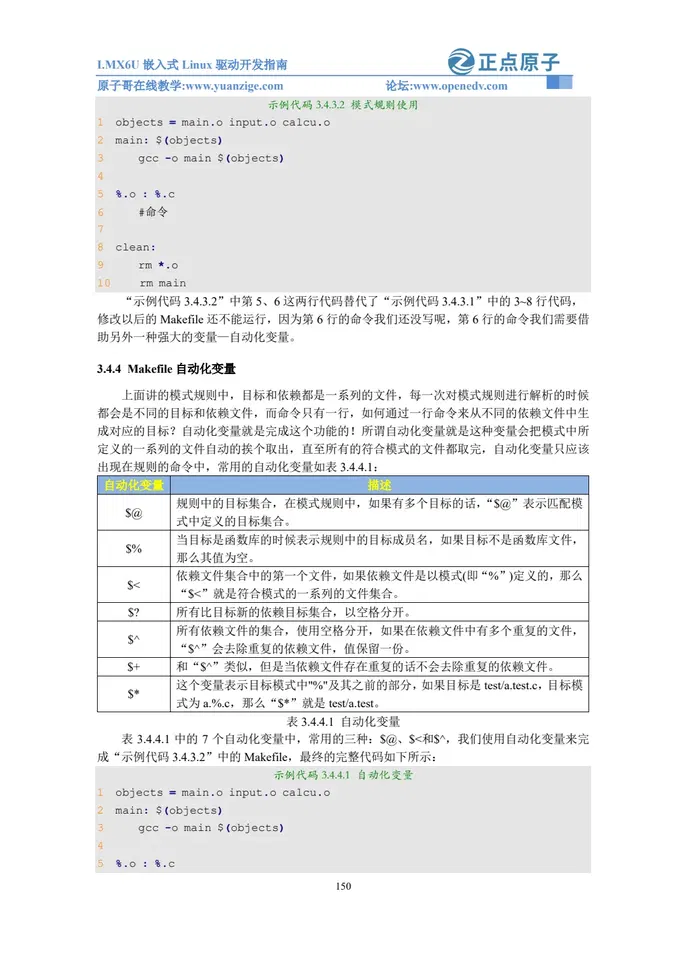 I.MX6U 嵌入式 Linux 驱动开发指南
正点原子
原子哥在线教学:www.yuanzige.com 论坛:www.openedv.com
示例代码 3.4.3.2 模式规则使用
1 objects = main.o input.o calcu.o
2 main: $(objects)
3 gcc -o main $(objects)
4
5 %.o : %.c
6 #命令
7
8 clean:
9 rm *.o
10 rm main
“示例代码 3.4.3.2”中第 5、6 这两行代码替代了“示例代码 3.4.3.1”中的 3~8 行代码，
修改以后的 Makefile 还不能运行，因为第 6 行的命令我们还没写呢，第 6 行的命令我们需要借
助另外一种强大的变量—自动化变量。
3.4.4 Makefile 自动化变量
上面讲的模式规则中，目标和依赖都是一系列的文件，每一次对模式规则进行解析的时候
都会是不同的目标和依赖文件，而命令只有一行，如何通过一行命令来从不同的依赖文件中生
成对应的目标？自动化变量就是完成这个功能的！所谓自动化变量就是这种变量会把模式中所
定义的一系列的文件自动的挨个取出，直至所有的符合模式的文件都取完，自动化变量只应该
出现在规则的命令中，常用的自动化变量如表 3.4.4.1：
自动化变量 描述
$@ 规则中的目标集合，在模式规则中，如果有多个目标的话，“$@”表示匹配模
式中定义的目标集合。
$% 当目标是函数库的时候表示规则中的目标成员名，如果目标不是函数库文件，
那么其值为空。
$< 依赖文件集合中的第一个文件，如果依赖文件是以模式(即“%”)定义的，那么
“$<”就是符合模式的一系列的文件集合。
$? 所有比目标新的依赖目标集合，以空格分开。
$^ 所有依赖文件的集合，使用空格分开，如果在依赖文件中有多个重复的文件，
“$^”会去除重复的依赖文件，值保留一份。
$+ 和“$^”类似，但是当依赖文件存在重复的话不会去除重复的依赖文件。
$* 这个变量表示目标模式中"%"及其之前的部分，如果目标是 test/a.test.c，目标模
式为 a.%.c，那么“$*”就是 test/a.test。
表 3.4.4.1 自动化变量
表 3.4.4.1 中的 7 个自动化变量中，常用的三种：$@、$<和$^，我们使用自动化变量来完
成“示例代码 3.4.3.2”中的 Makefile，最终的完整代码如下所示：
示例代码 3.4.4.1 自动化变量
1 objects = main.o input.o calcu.o
2 main: $(objects)
3 gcc -o main $(objects)
4
5 %.o : %.c
150